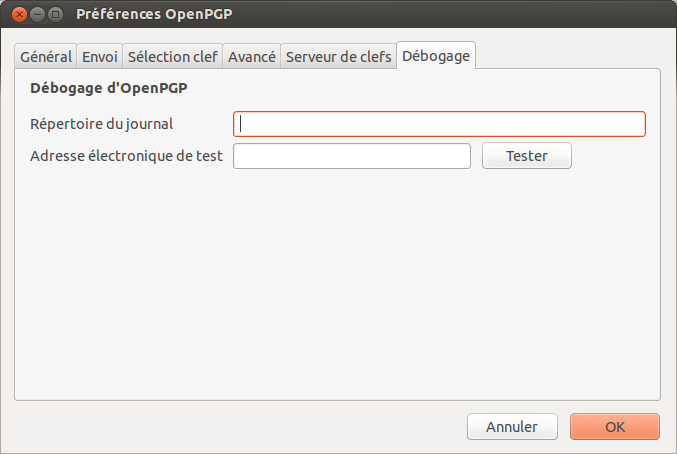 Préférences OpenPGP
Général Envoi Sélection clef Avancé Serveur de clefs Débogage
Débogage d'OpenPGP
Répertoire du journal
Adresse électronique de test Tester
Annuler OK